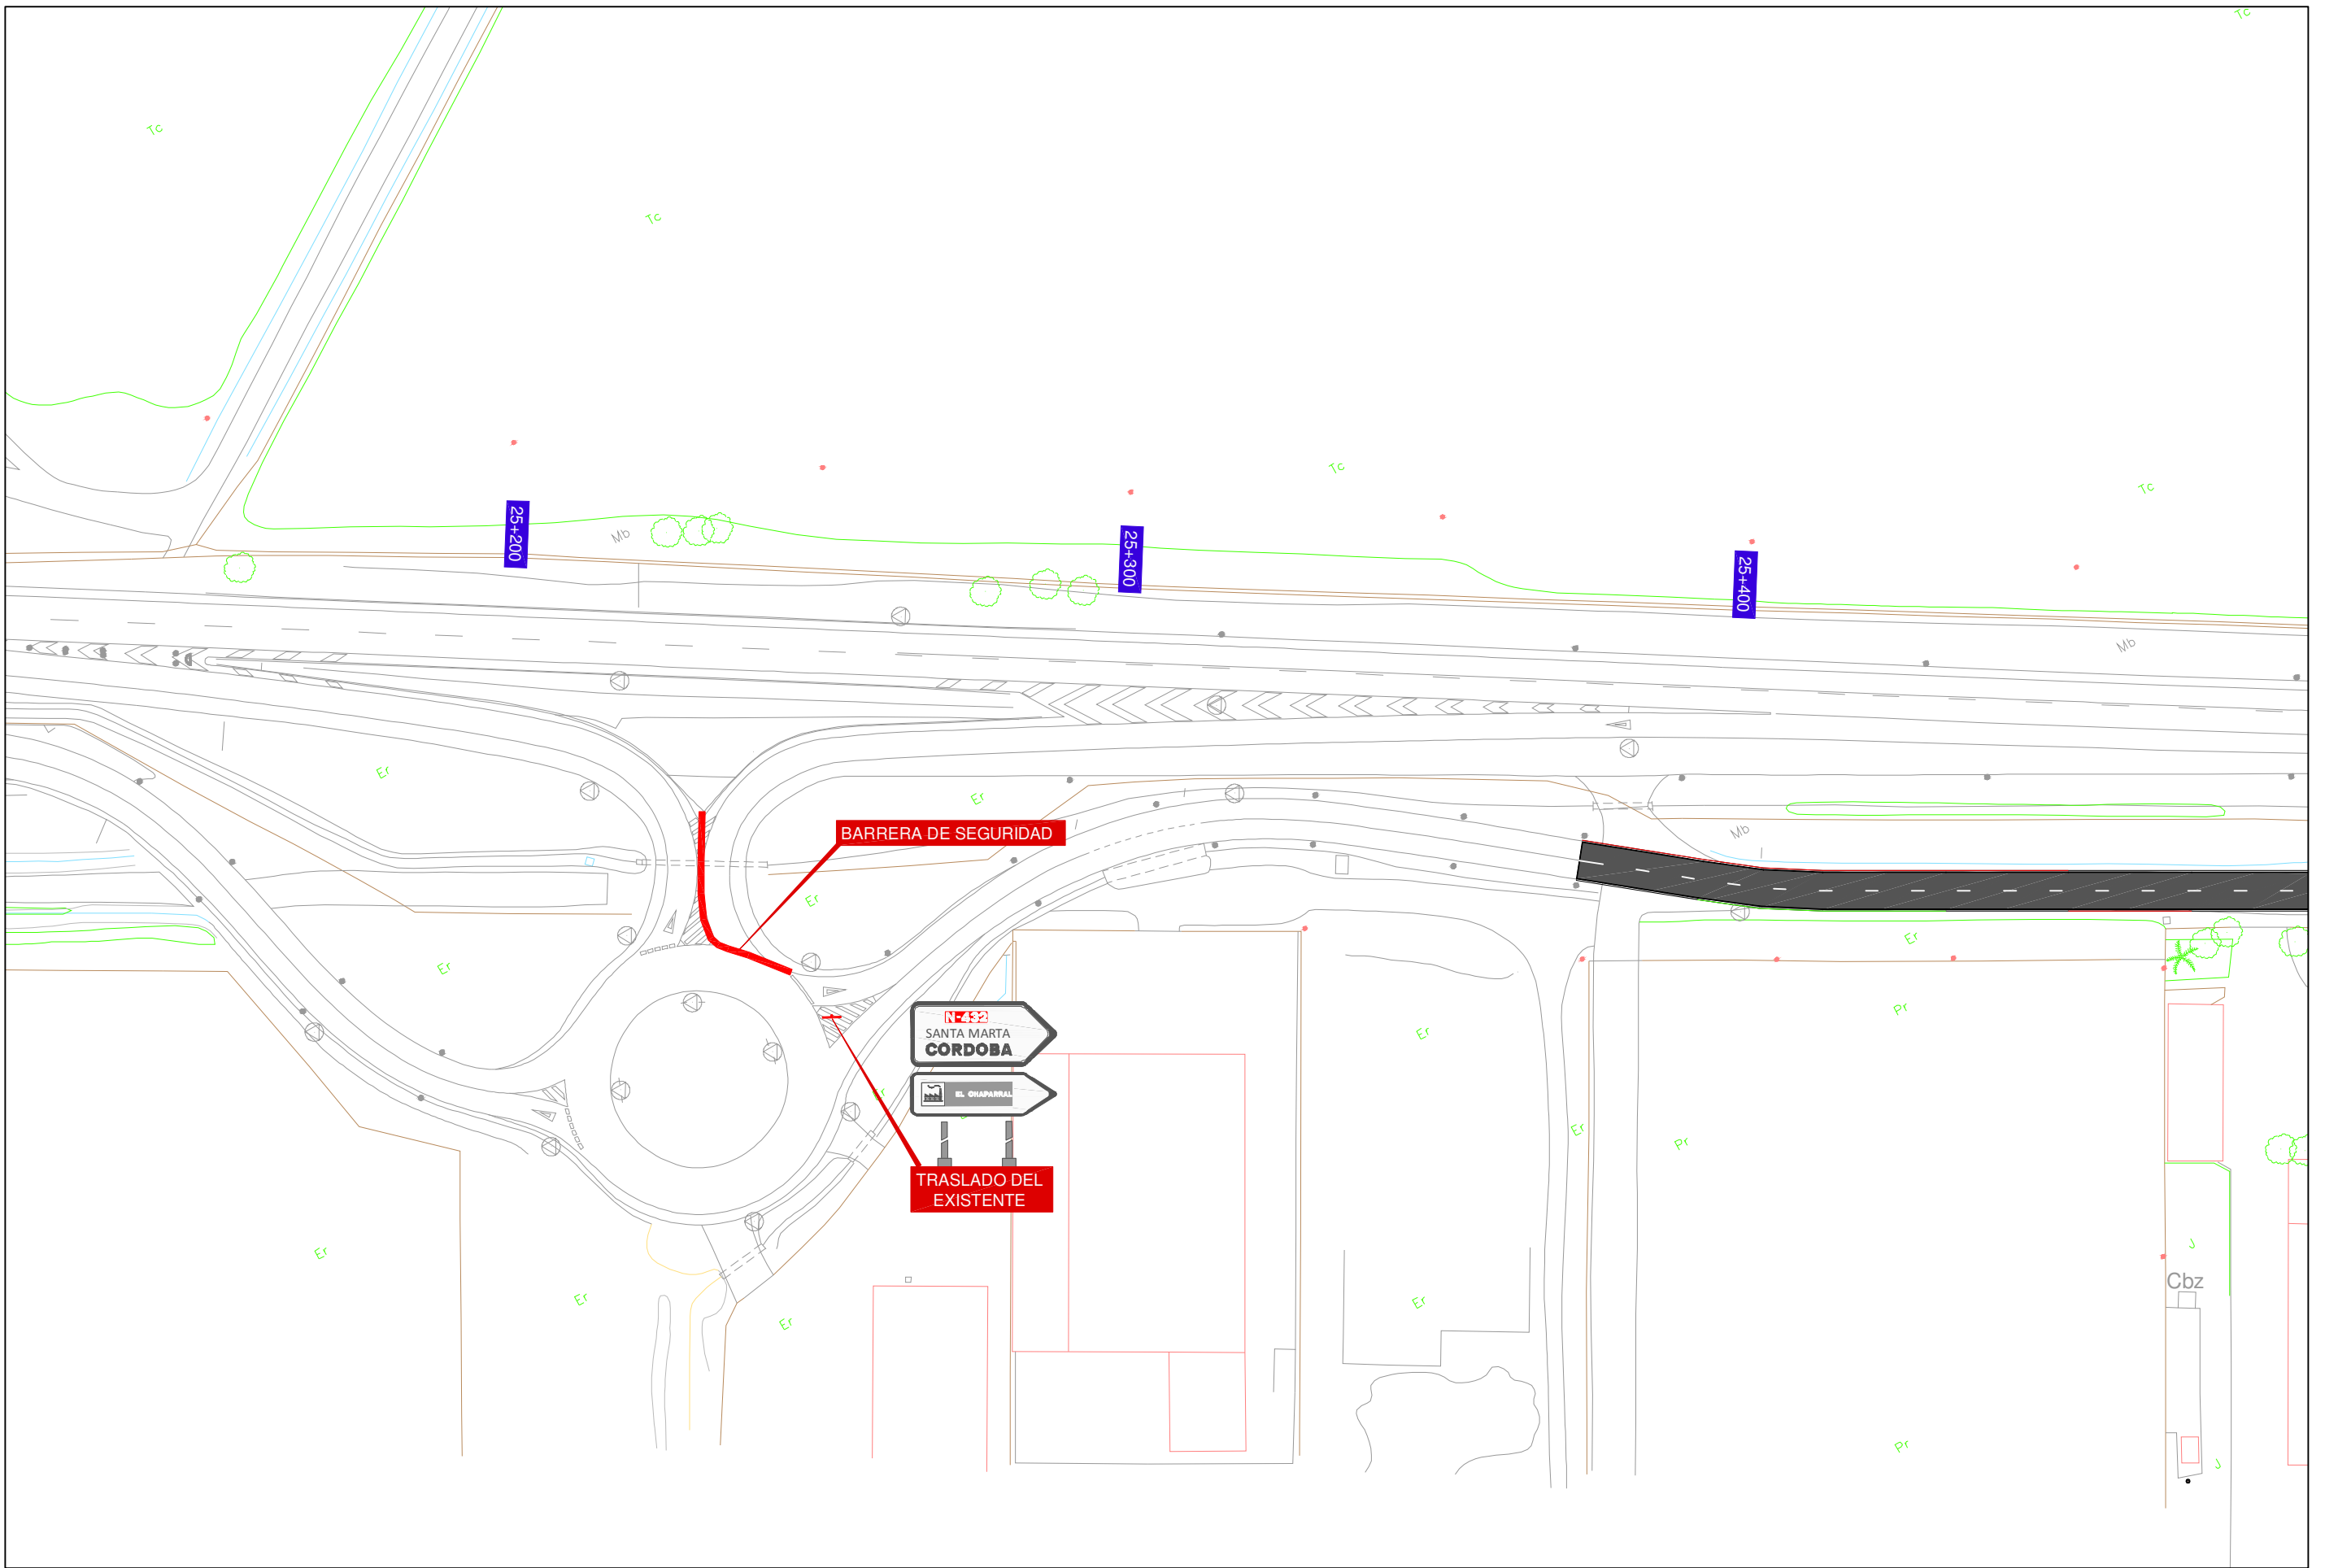 Tc
Tc
Tc
Tc
Tc
25+200
Mb
25+300
25+400
Mb
Er
Er
BARRERA DE SEGURIDAD
Mb
Er
Er
Er
N-432
SANTA MARTA
CORDOBA
Pr
Er
EL CHAPARRAL
Er
Er
Pr
TRASLADO DEL
EXISTENTE
Er
J
Cbz
Er
Er
Er
Pr
J